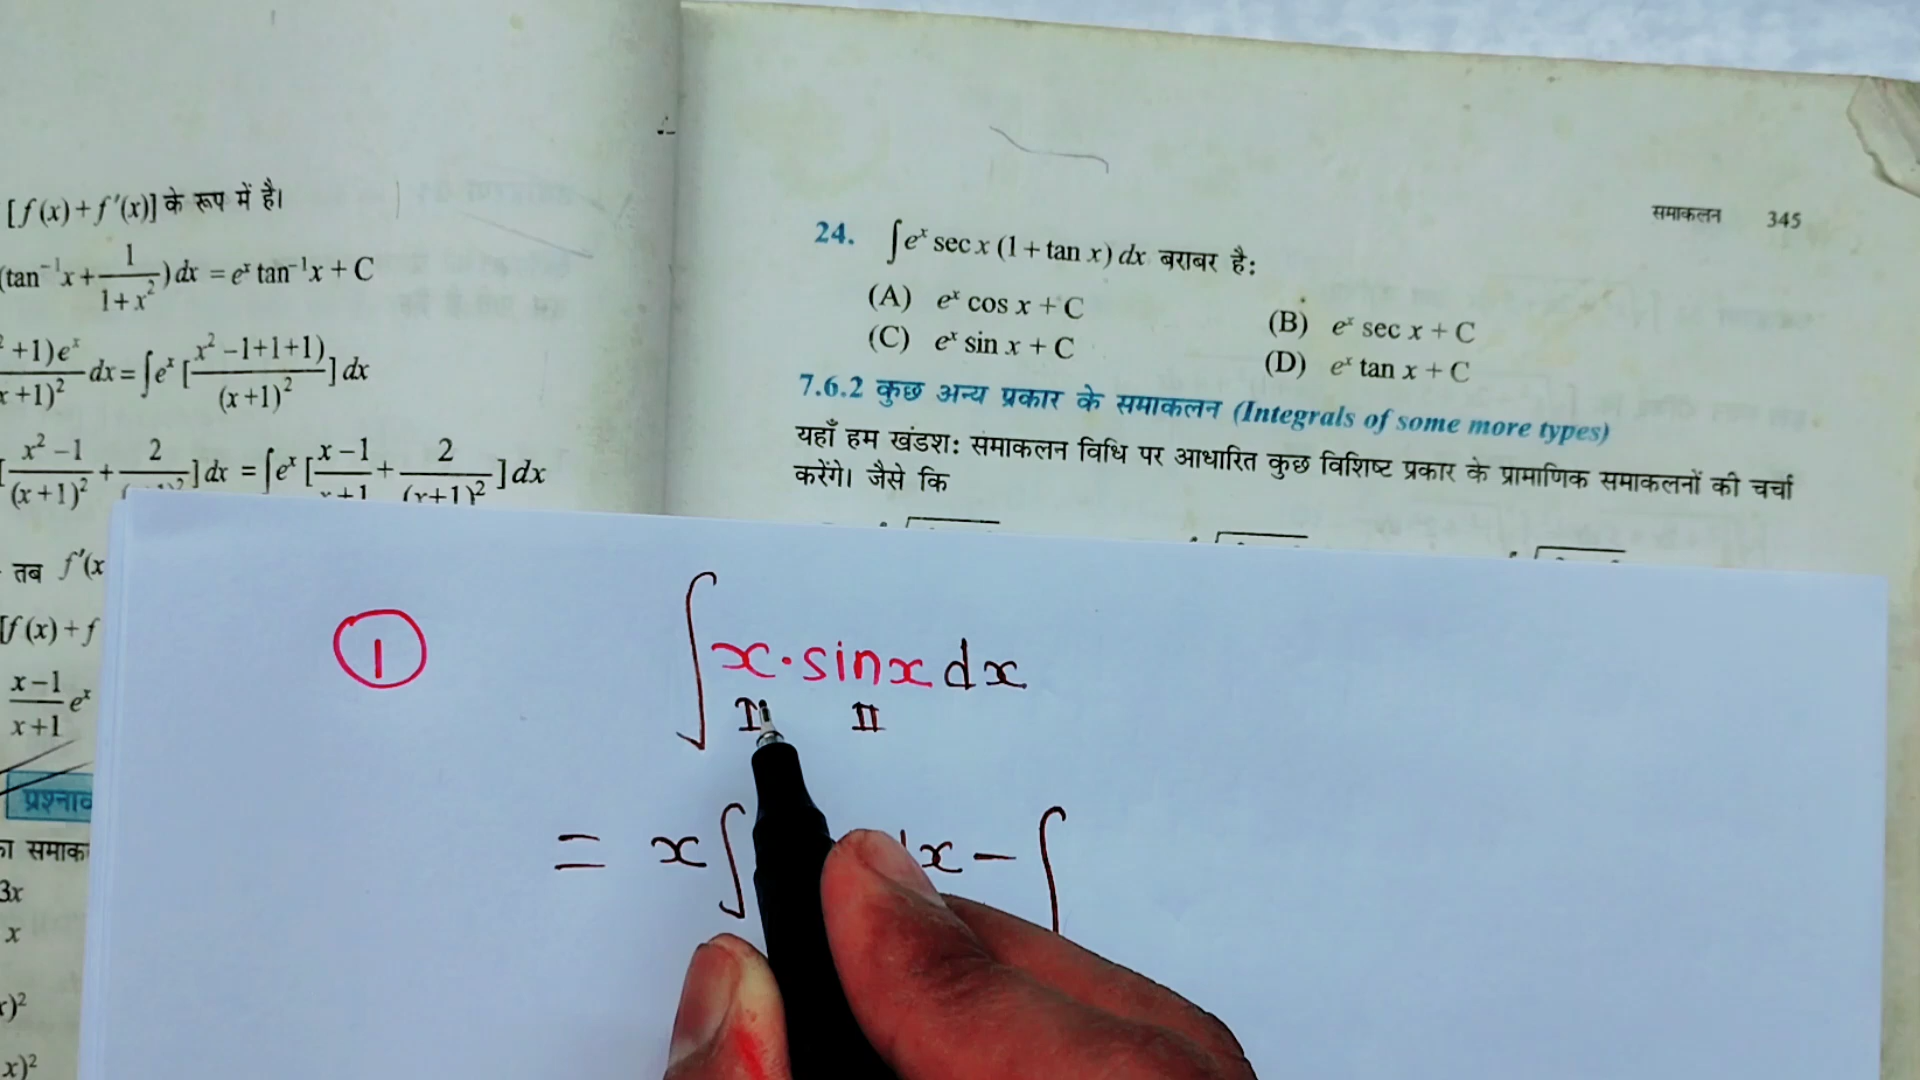 [f(x)+f′(x)] के रूप में है।
(tan⁻¹x + 1/(1+x²)) dx = eˣ tan⁻¹x + C
+1)eˣ/(x+1)² dx = ∫eˣ [(x²−1+1+1)/(x+1)²] dx
[(x²−1)/(x+1)² + 2/(x+1)²] dx = ∫eˣ [(x−1)/(x+1) + 2/(x+1)²] dx
तब f′(x
[f(x)+f
(x−1)/(x+1) eˣ
3x
x
x)²
x)²
समाकलन 345
24. ∫eˣ sec x (1 + tan x) dx बराबर है:
(A) eˣ cos x + C (B) eˣ sec x + C
(C) eˣ sin x + C (D) eˣ tan x + C
7.6.2 कुछ अन्य प्रकार के समाकलन (Integrals of some more types)
यहाँ हम खंडशः समाकलन विधि पर आधारित कुछ विशिष्ट प्रकार के प्रामाणिक समाकलनों की चर्चा
करेंगे। जैसे कि
① ∫x·sinx dx
I II
= x∫ dx − ∫